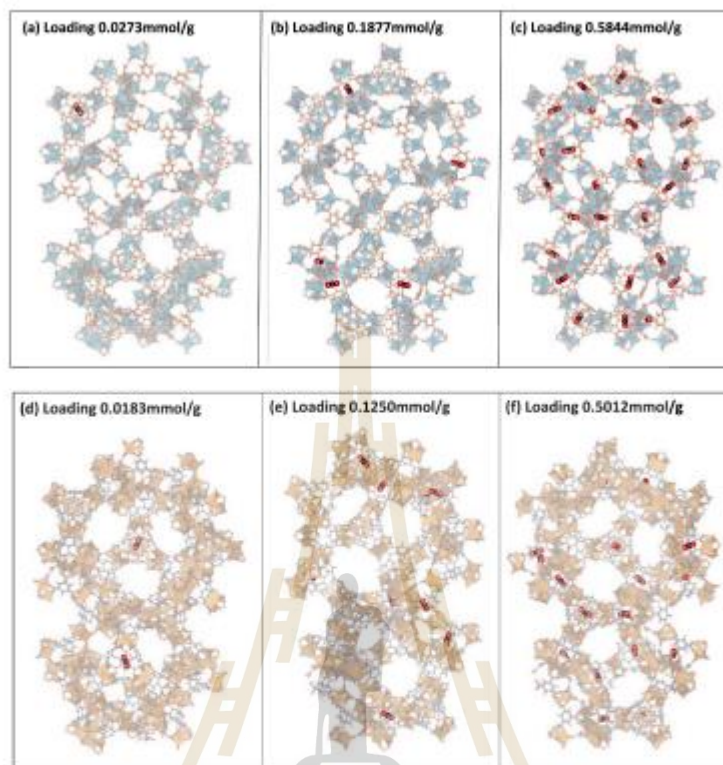 (a) Loading 0.0273mmol/g
(b) Loading 0.1877mmol/g
(c) Loading 0.5844mmol/g
(d) Loading 0.0183mmol/g
(e) Loading 0.1250mmol/g
(f) Loading 0.5012mmol/g